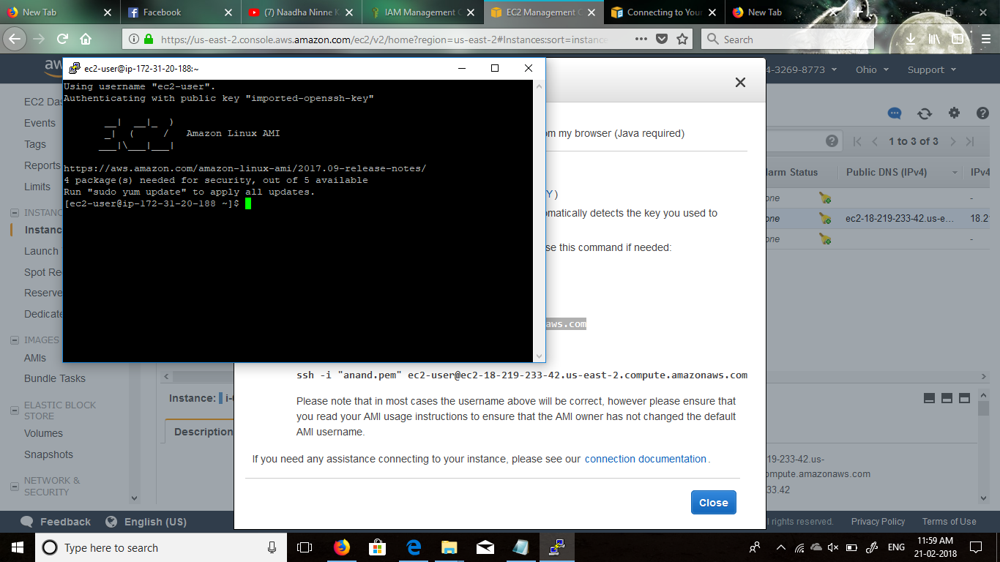 New Tab
Facebook
(7) Naadha Ninne K
IAM Management C
EC2 Management C
Connecting to Your
New Tab
https://us-east-2.console.aws.amazon.com/ec2/v2/home?region=us-east-2#Instances:sort=instance
Search
aws
4-3269-8773
Ohio
Support
ec2-user@ip-172-31-20-188:~
Using username "ec2-user".
Authenticating with public key "imported-openssh-key"
__| __|_ )
_| ( / Amazon Linux AMI
___|\___|___|
https://aws.amazon.com/amazon-linux-ami/2017.09-release-notes/
4 package(s) needed for security, out of 5 available
Run "sudo yum update" to apply all updates.
[ec2-user@ip-172-31-20-188 ~]$
EC2 Das
Events
Tags
Reports
Limits
INSTANC
Instanc
Launch
Spot Re
Reserve
Dedicate
IMAGES
AMIs
Bundle Tasks
ELASTIC BLOCK
STORE
Volumes
Snapshots
NETWORK &
SECURITY
om my browser (Java required)
Y)
omatically detects the key you used to
se this command if needed:
aws.com
ssh -i "anand.pem" ec2-user@ec2-18-219-233-42.us-east-2.compute.amazonaws.com
Please note that in most cases the username above will be correct, however please ensure that
you read your AMI usage instructions to ensure that the AMI owner has not changed the default
AMI username.
If you need any assistance connecting to your instance, please see our connection documentation.
Close
1 to 3 of 3
larm Status
Public DNS (IPv4)
IPv4
one
-
one
ec2-18-219-233-42.us-e...
18.21
one
-
Instance:
i-0
Description
19-233-42.us-
ompute.amazonaws.com
33.42
Feedback
English (US)
l rights reserved.
Privacy Policy
Terms of Use
Type here to search
ENG
11:59 AM
21-02-2018